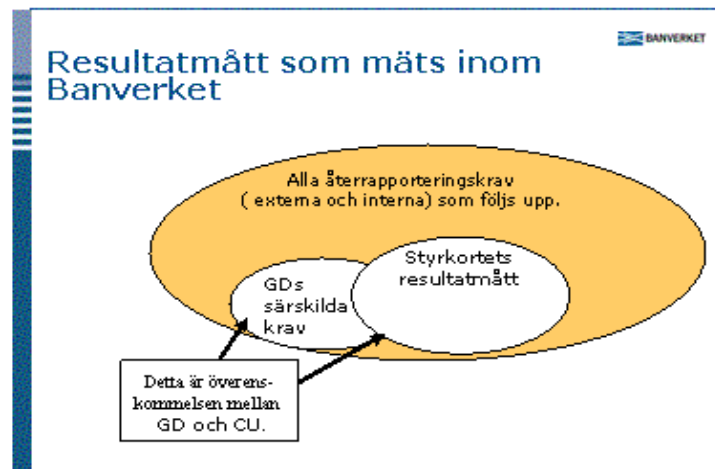 BANVERKET
Resultatmått som mäts inom
Banverket
Alla återrapporteringskrav
( externa och interna) som följs upp.
Styrkortets
resultatmått
GDs
särskilda
krav
Detta är överens-
kommelsen mellan
GD och CU.